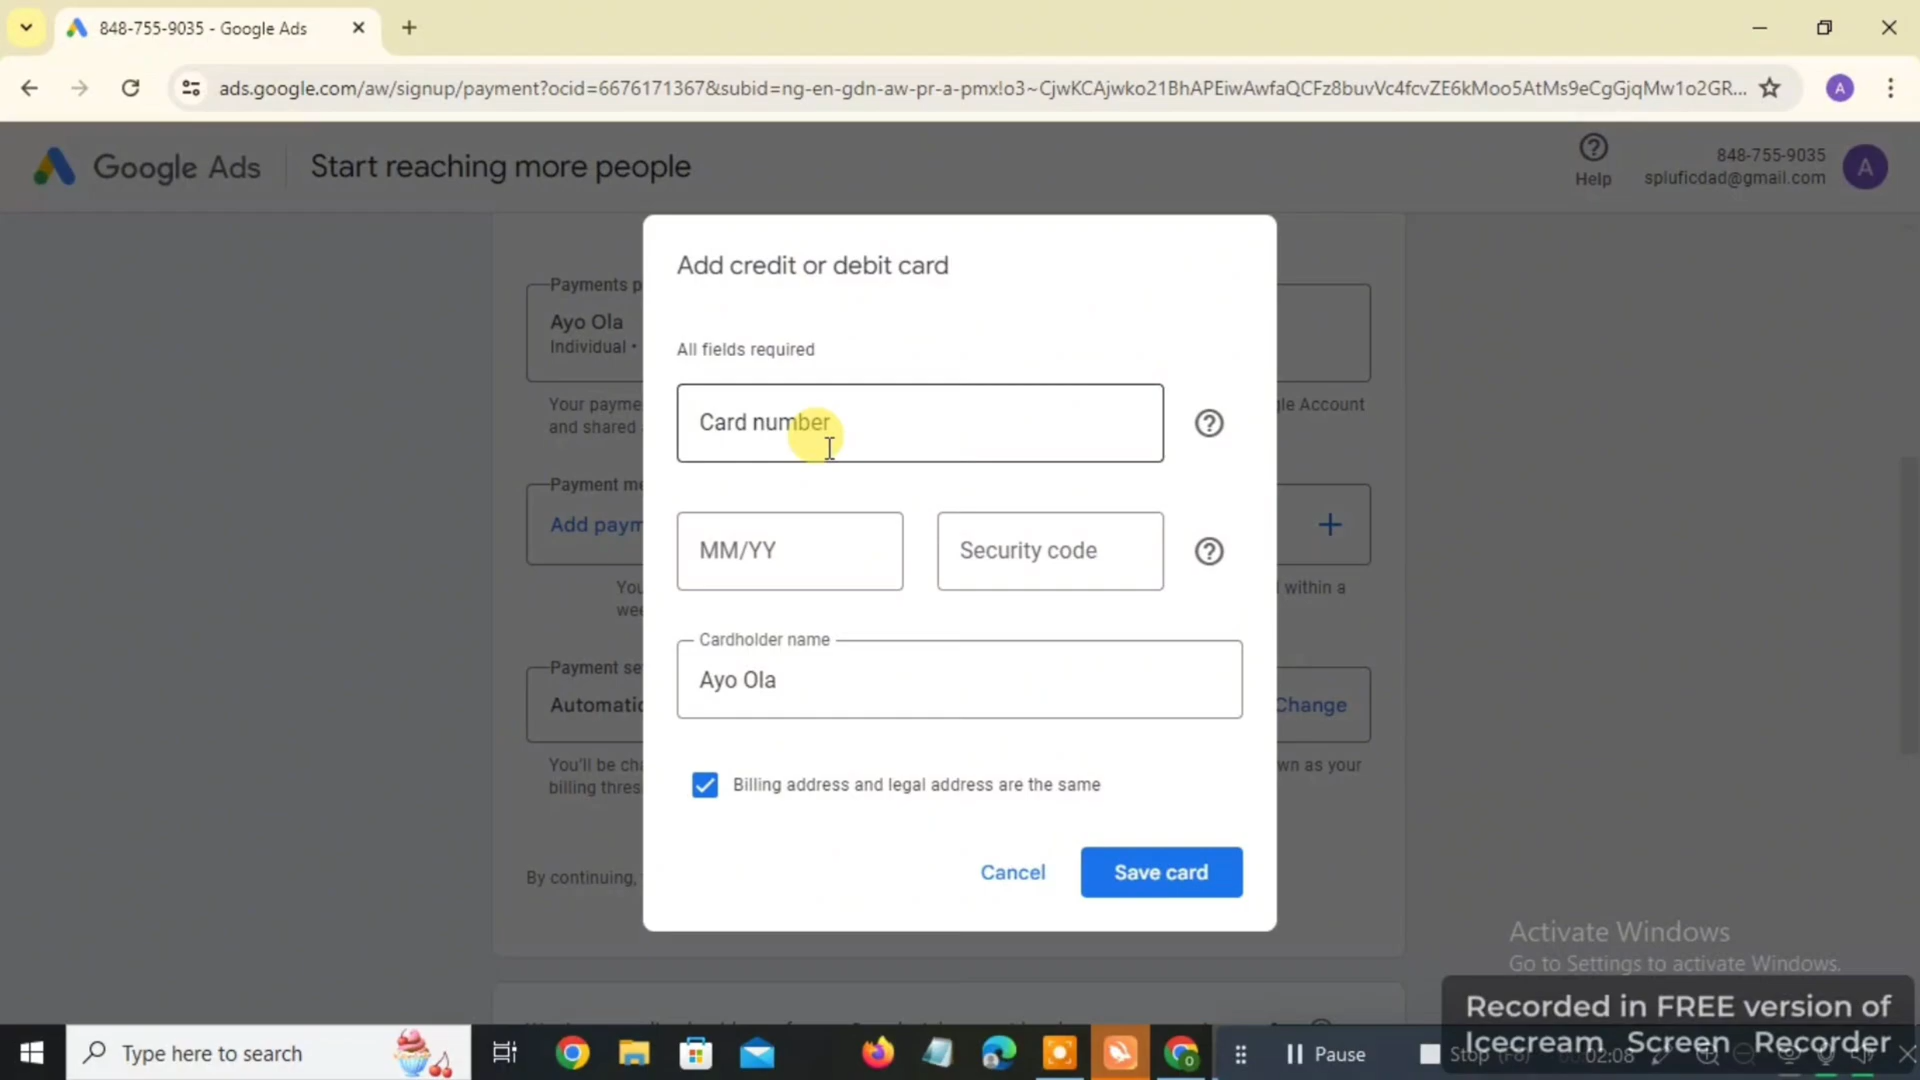 848-755-9035 - Google Ads
ads.google.com/aw/signup/payment?ocid=6676171367&subid=ng-en-gdn-aw-pr-a-pmx!o3~CjwKCAjwko21BhAPEiwAwfaQCFz8buvVc4fcvZE6kMoo5AtMs9eCgGjqMw1o2GR...
A
Google Ads
Start reaching more people
Help
848-755-9035
spluficdad@gmail.com
A
Add credit or debit card
Payments p
Ayo Ola
Individual •
All fields required
Your payme
gle Account
and shared
Card number
Payment me
Add paym
MM/YY
Security code
You
d within a
wee
Cardholder name
Ayo Ola
Payment se
Automatic
Change
You'll be cha
wn as your
billing thres
Billing address and legal address are the same
By continuing,
Cancel
Save card
Activate Windows
Go to Settings to activate Windows.
Recorded in FREE version of
Icecream Screen Recorder
Type here to search
Pause
Stop (F8)
02:08